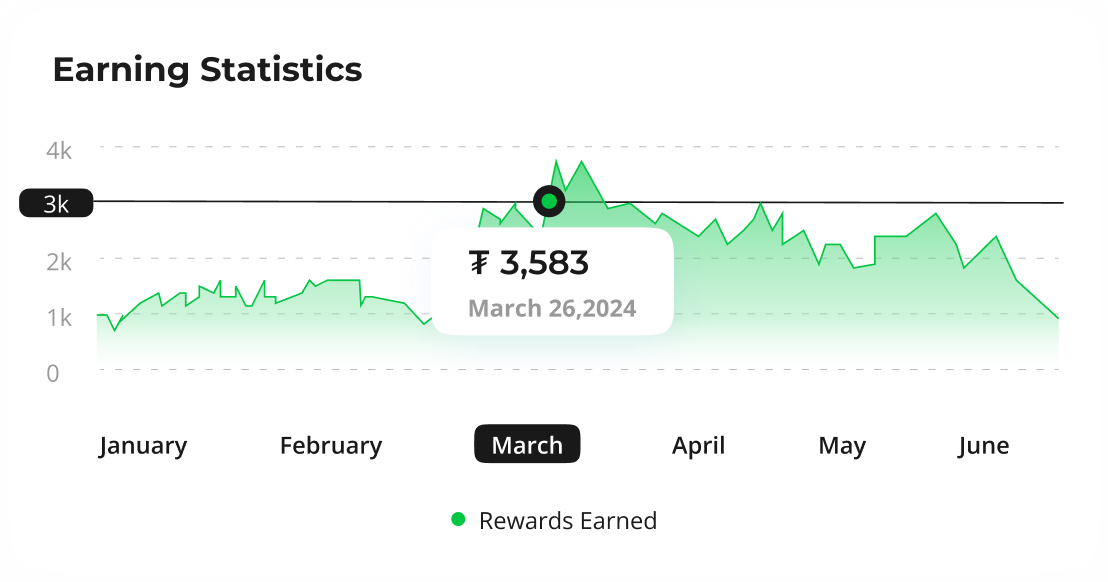 Earning Statistics
4k
3k
2k
1k
0
₮ 3,583
March 26,2024
January February March April May June
Rewards Earned